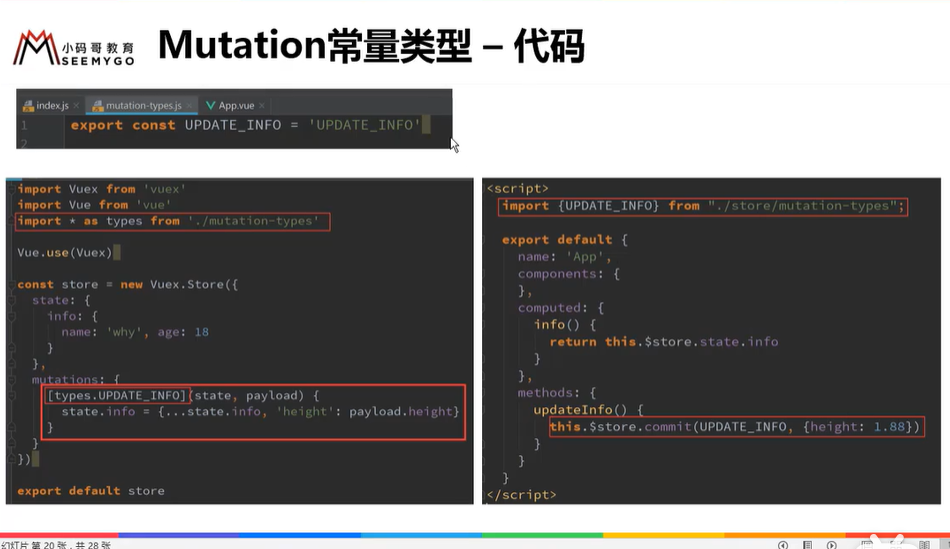 小码哥教育
SEEMYGO
Mutation常量类型 – 代码
index.js
mutation-types.js
App.vue
1 export const UPDATE_INFO = 'UPDATE_INFO'
2
import Vuex from 'vuex'
import Vue from 'vue'
import * as types from './mutation-types'
Vue.use(Vuex)
const store = new Vuex.Store({
state: {
info: {
name: 'why', age: 18
}
},
mutations: {
[types.UPDATE_INFO](state, payload) {
state.info = {...state.info, 'height': payload.height}
}
}
})
export default store
<script>
import {UPDATE_INFO} from "./store/mutation-types";
export default {
name: 'App',
components: {
},
computed: {
info() {
return this.$store.state.info
}
},
methods: {
updateInfo() {
this.$store.commit(UPDATE_INFO, {height: 1.88})
}
}
}
</script>
幻灯片 第 20 张，共 28 张